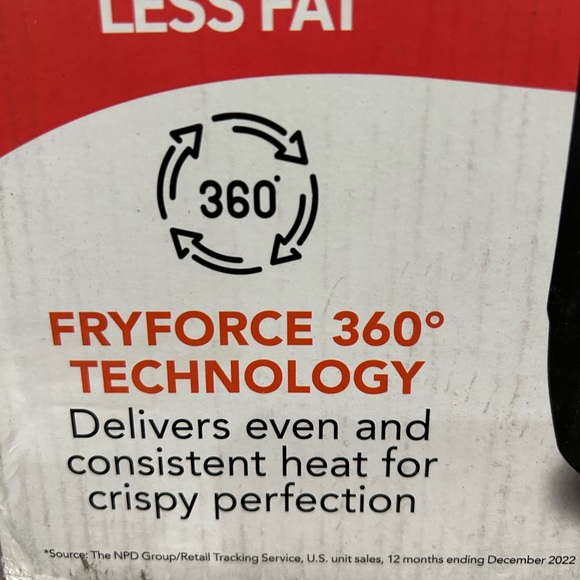 LESS FAT
360°
FRYFORCE 360°
TECHNOLOGY
Delivers even and
consistent heat for
crispy perfection
*Source: The NPD Group/Retail Tracking Service, U.S. unit sales, 12 months ending December 2022